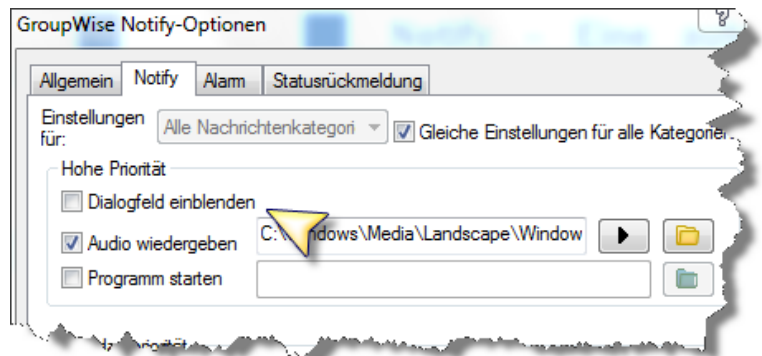 GroupWise Notify-Optionen
Allgemein Notify Alarm Statusrückmeldung
Einstellungen für: Alle Nachrichtenkategori Gleiche Einstellungen für alle Kategorien
Hohe Priorität
Dialogfeld einblenden
Audio wiedergeben C:\Windows\Media\Landscape\Window
Programm starten